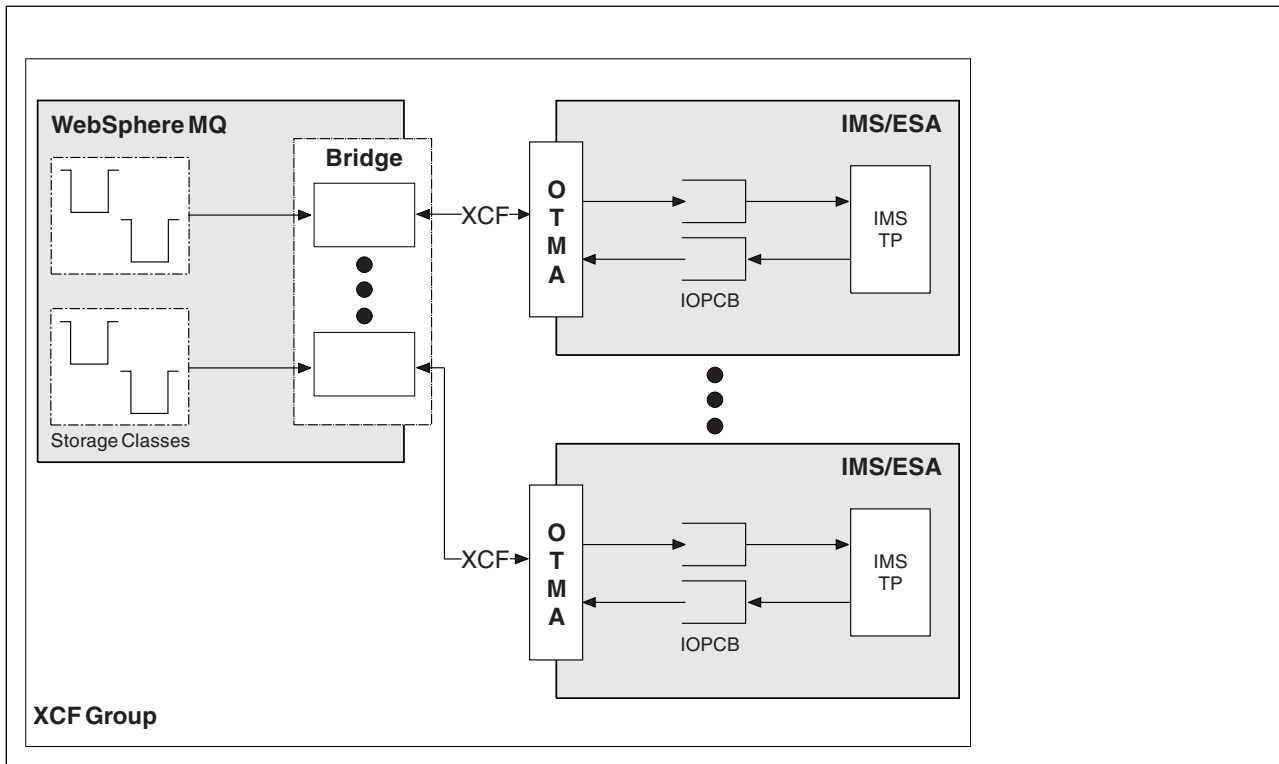 WebSphere MQ
Bridge
Storage Classes
XCF
IMS/ESA
O
T
M
A
IMS
TP
IOPCB
IMS/ESA
XCF
O
T
M
A
IMS
TP
IOPCB
XCF Group